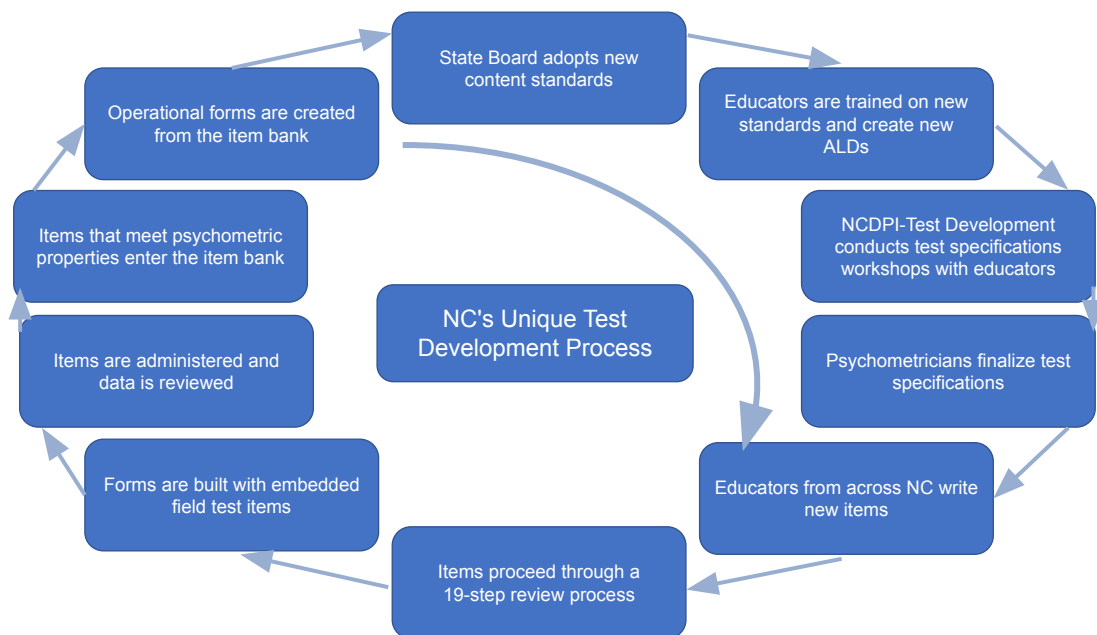 State Board adopts new
content standards
Educators are trained on new
standards and create new
ALDs
NCDPI-Test Development
conducts test specifications
workshops with educators
Psychometricians finalize test
specifications
Educators from across NC write
new items
Items proceed through a
19-step review process
Forms are built with embedded
field test items
Items are administered and
data is reviewed
Items that meet psychometric
properties enter the item bank
Operational forms are created
from the item bank
NC's Unique Test
Development Process